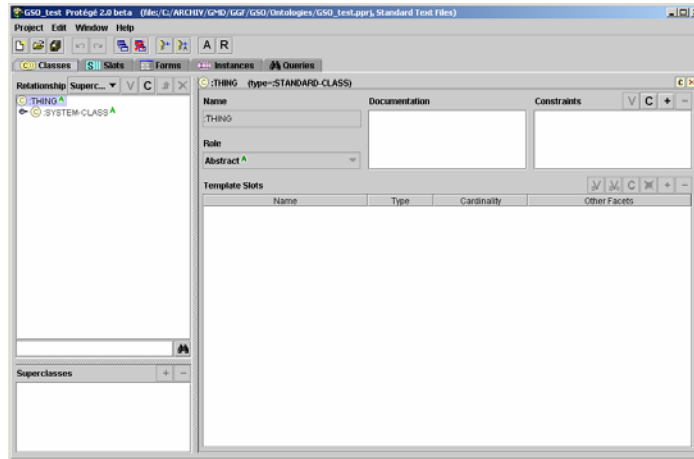 GSO_test Protégé 2.0 beta (file:/C:/ARCHIV/GMD/GGF/GSO/Ontologies/GSO_test.pprj, Standard Text Files)
Project Edit Window Help
A R
C Classes S Slots Forms Instances Queries
Relationship Superc... V C X
C :THING A
C :SYSTEM-CLASS A
Superclasses + -
C :THING (type=:STANDARD-CLASS) C X
Name Documentation Constraints V C + -
:THING
Role
Abstract A
Template Slots V V C X + -
Name Type Cardinality Other Facets